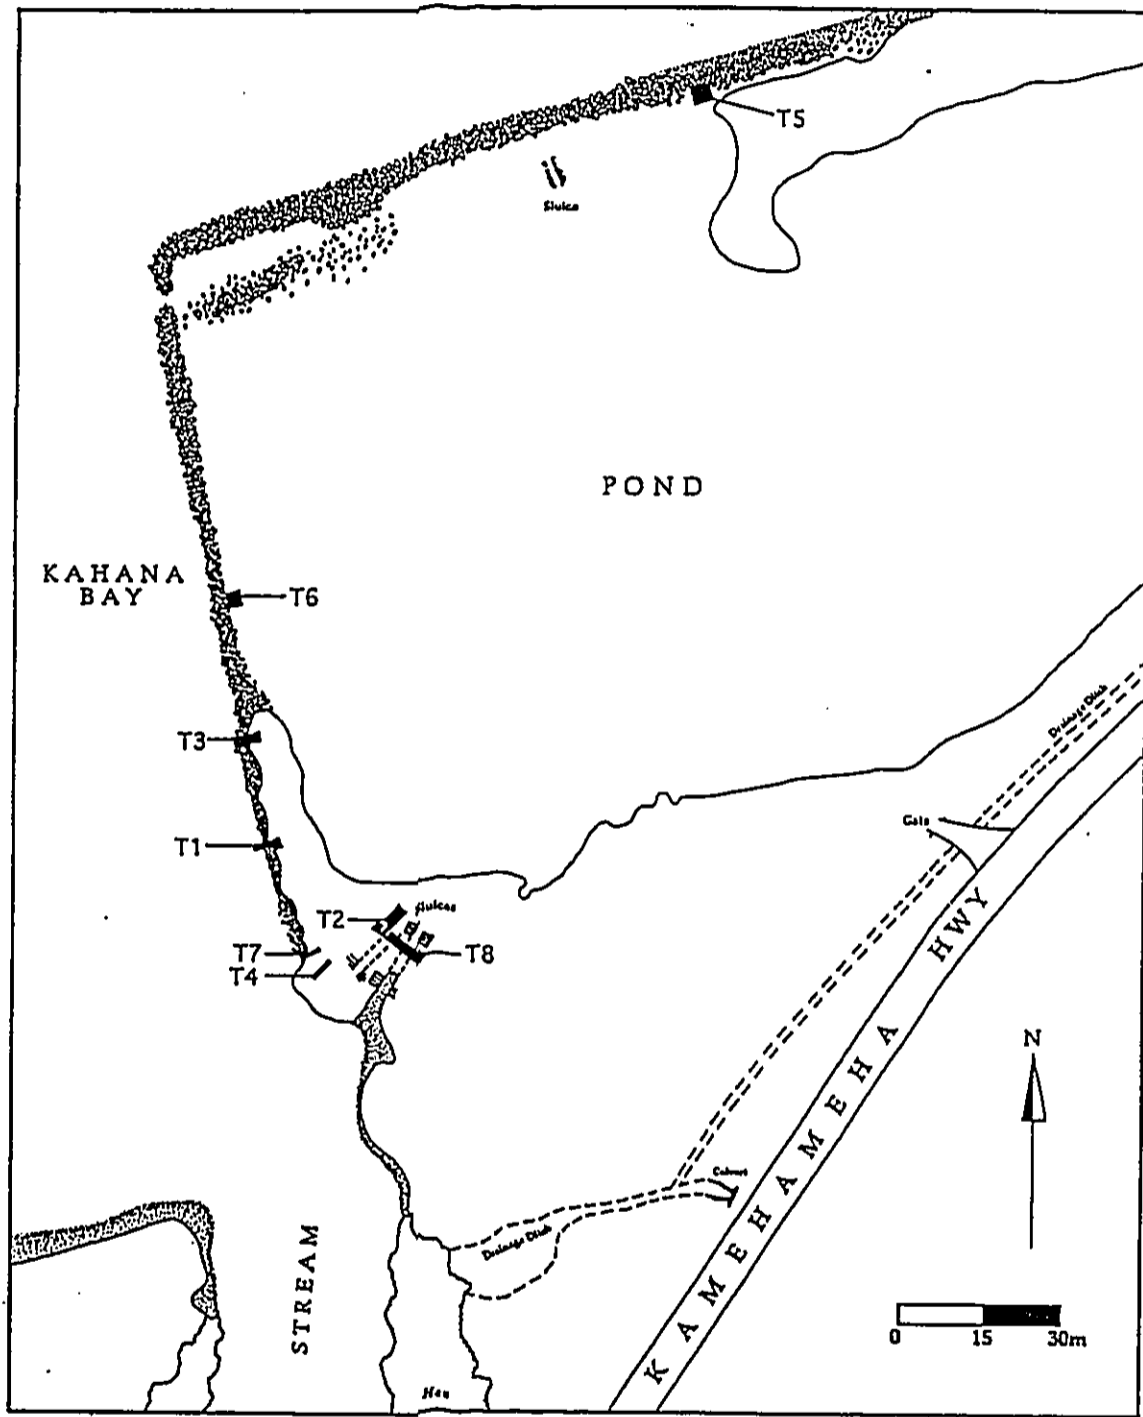 T5
Sluice
POND
KAHANA
BAY
T6
T3
Drainage Ditch
T1
Gate
T2
Sluices
T7
T8
T4
KAMEHAMEHA HWY
N
Culvert
Drainage Ditch
STREAM
0 15 30m
Hau